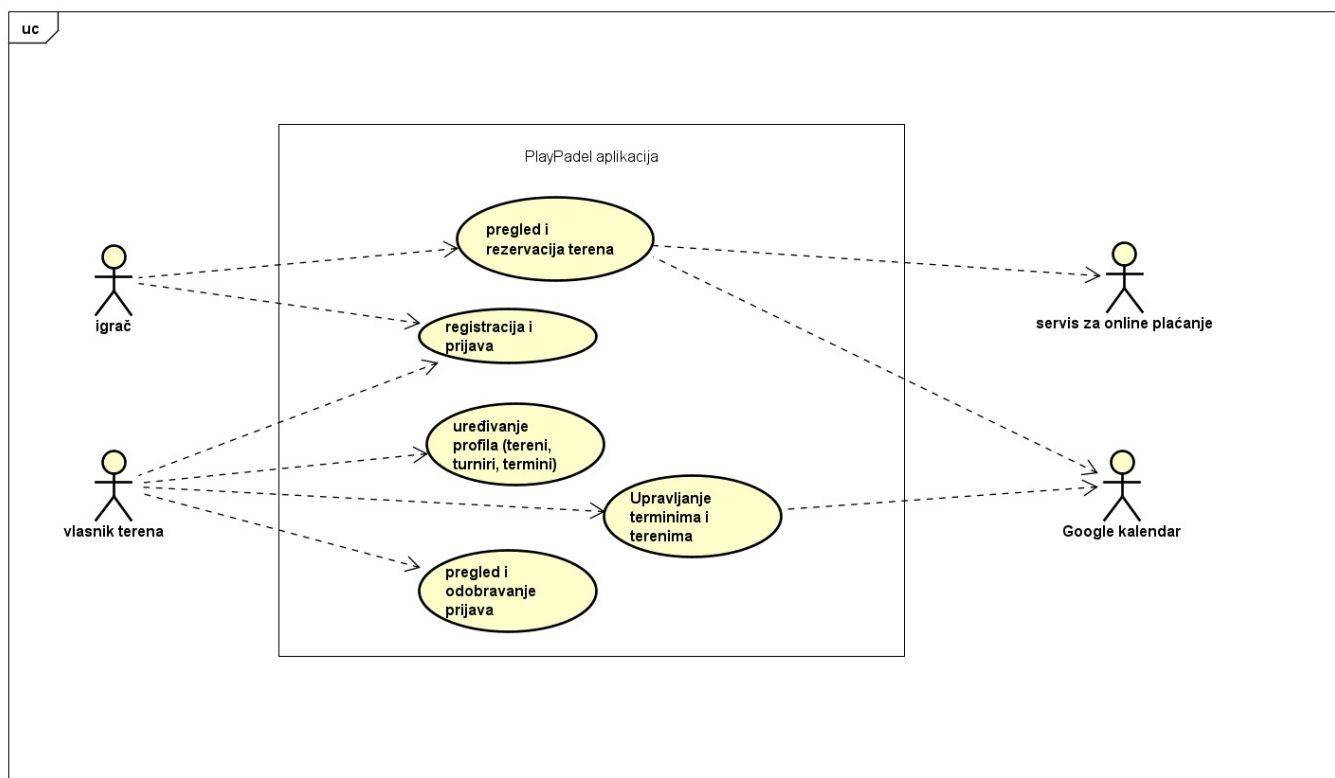 uc
PlayPadel aplikacija
pregled i
rezervacija terena
igrač
servis za online plaćanje
registracija i
prijava
uređivanje
profila (tereni,
turniri, termini)
vlasnik terena
Upravljanje
terminima i
terenima
Google kalendar
pregled i
odobravanje
prijava